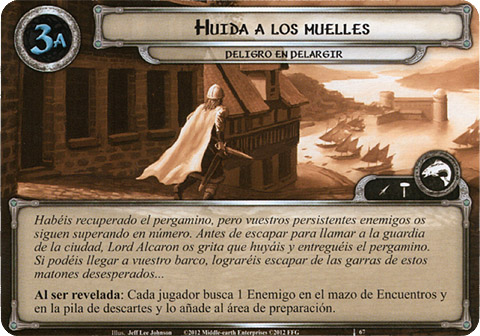 3A
HUIDA A LOS MUELLES
PELIGRO EN PELARGIR
Habéis recuperado el pergamino, pero vuestros persistentes enemigos os
siguen superando en número. Antes de escapar para llamar a la guardia
de la ciudad, Lord Alcaron os grita que huyáis y entreguéis el pergamino.
Si podéis llegar a vuestro barco, lograréis escapar de las garras de estos
matones desesperados...
Al ser revelada: Cada jugador busca 1 Enemigo en el mazo de Encuentros y
en la pila de descartes y lo añade al área de preparación.
Illus. Jeff Lee Johnson ©2012 Middle-earth Enterprises ©2012 FFG 67